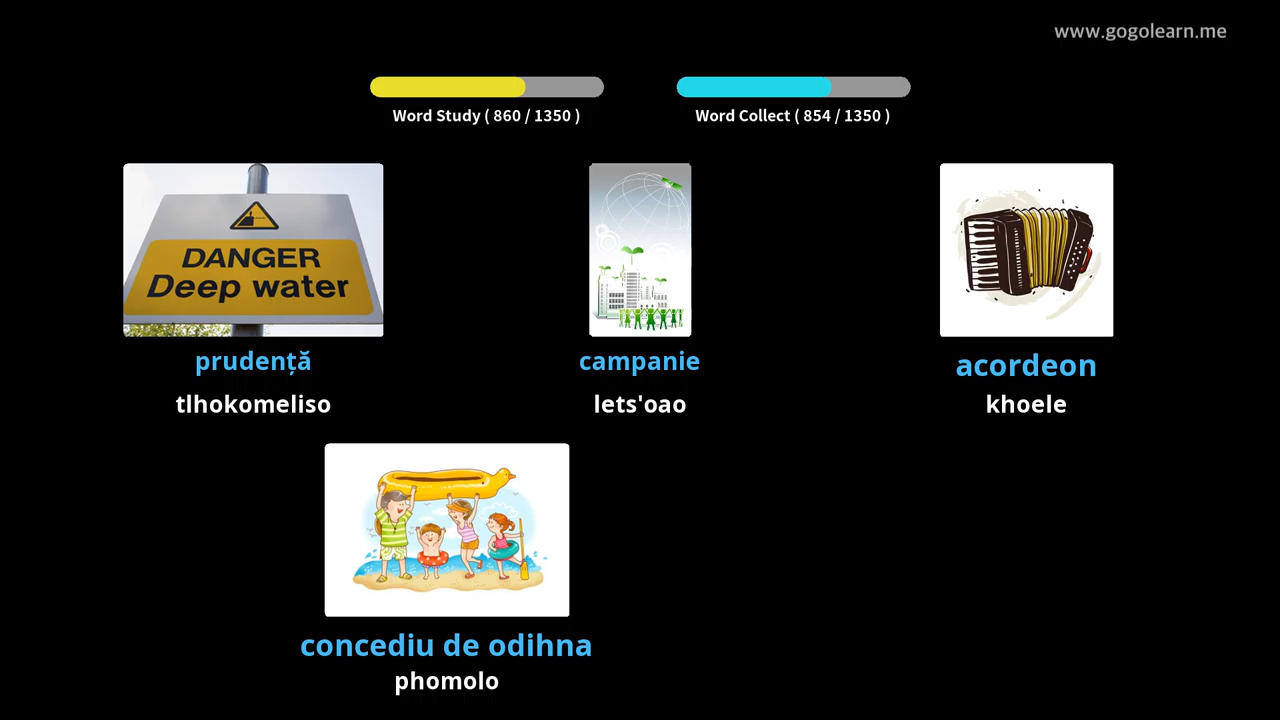 www.gogolearn.me
Word Study ( 860 / 1350 )
Word Collect ( 854 / 1350 )
DANGER
Deep water
prudență
campanie
acordeon
tlhokomeliso
lets'oao
khoele
concediu de odihna
phomolo